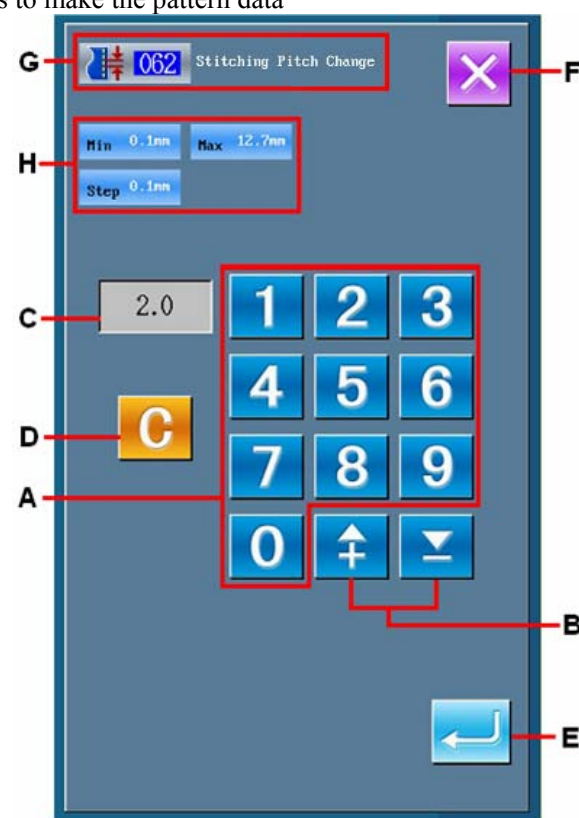 s to make the pattern data
G
062 Stitching Pitch Change
F
Min 0.1mm Max 12.7mm
H
Step 0.1mm
C
2.0
1 2 3
4 5 6
D
C
7 8 9
A
0
B
E